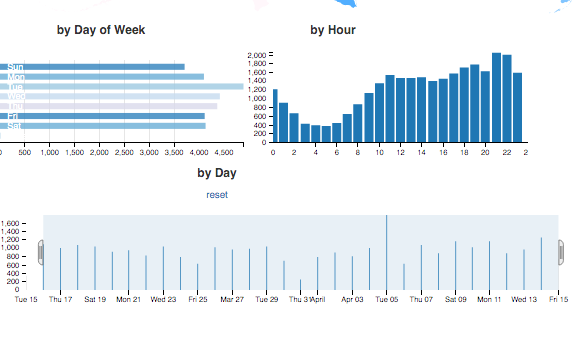 by Day of Week
by Hour
Sun
Mon
Tue
Wed
Thu
Fri
Sat
0 500 1,000 1,500 2,000 2,500 3,000 3,500 4,000 4,500
2,000
1,800
1,600
1,400
1,200
1,000
800
600
400
200
0
0 2 4 6 8 10 12 14 16 18 20 22 2
by Day
reset
1,600
1,400
1,200
1,000
800
600
400
200
0
Tue 15 Thu 17 Sat 19 Mon 21 Wed 23 Fri 25 Mar 27 Tue 29 Thu 31 April Apr 03 Tue 05 Thu 07 Sat 09 Mon 11 Wed 13 Fri 15